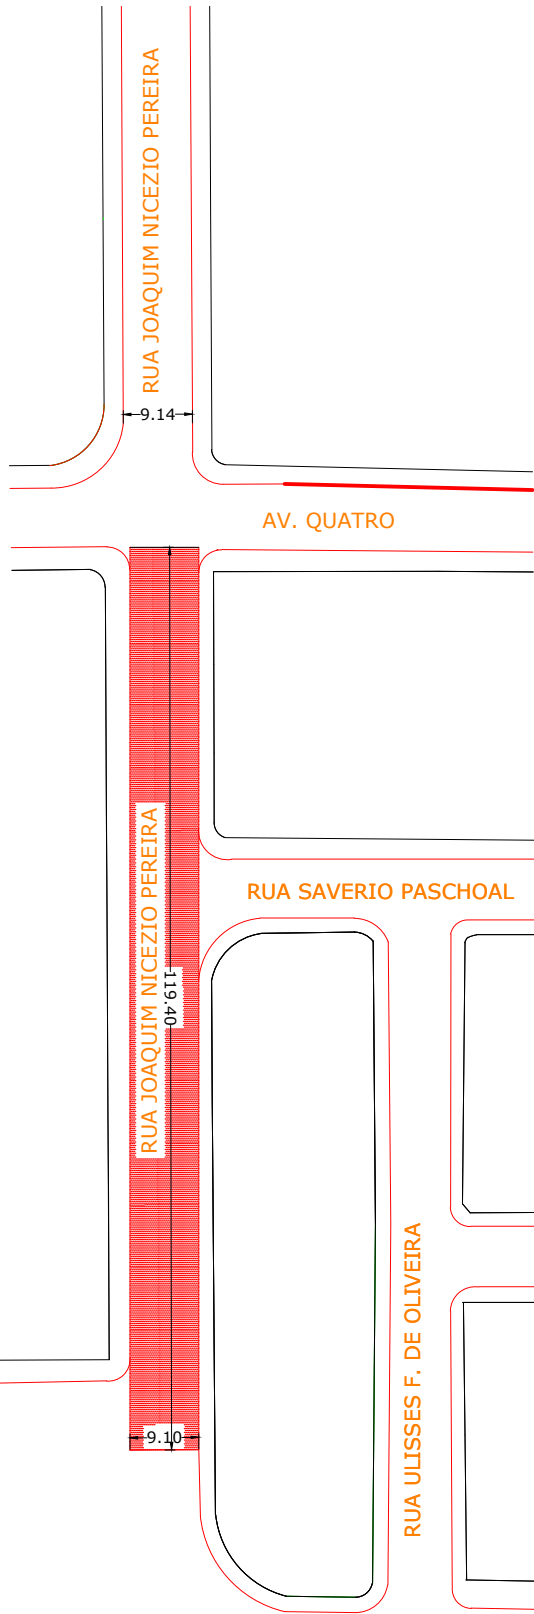 RUA JOAQUIM NICEZIO PEREIRA
9.14
AV. QUATRO
RUA JOAQUIM NICEZIO PEREIRA
119.40
RUA SAVERIO PASCHOAL
RUA ULISSES F. DE OLIVEIRA
9.10